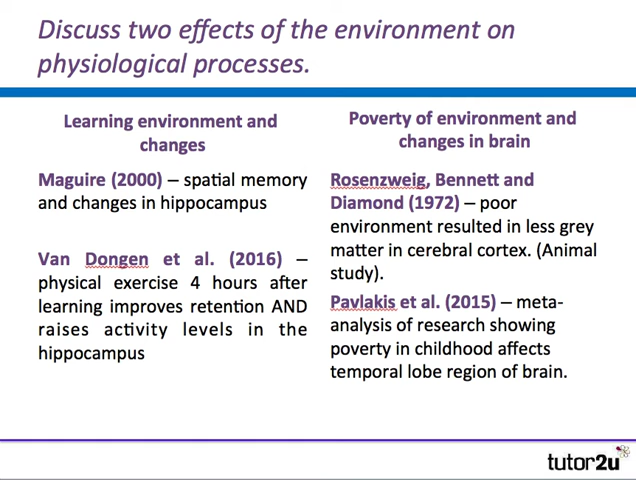 Discuss two effects of the environment on
physiological processes.
Learning environment and
changes
Maguire (2000) – spatial memory
and changes in hippocampus
Van Dongen et al. (2016) –
physical exercise 4 hours after
learning improves retention AND
raises activity levels in the
hippocampus
Poverty of environment and
changes in brain
Rosenzweig, Bennett and
Diamond (1972) – poor
environment resulted in less grey
matter in cerebral cortex. (Animal
study).
Pavlakis et al. (2015) – meta-
analysis of research showing
poverty in childhood affects
temporal lobe region of brain.
tutor2u